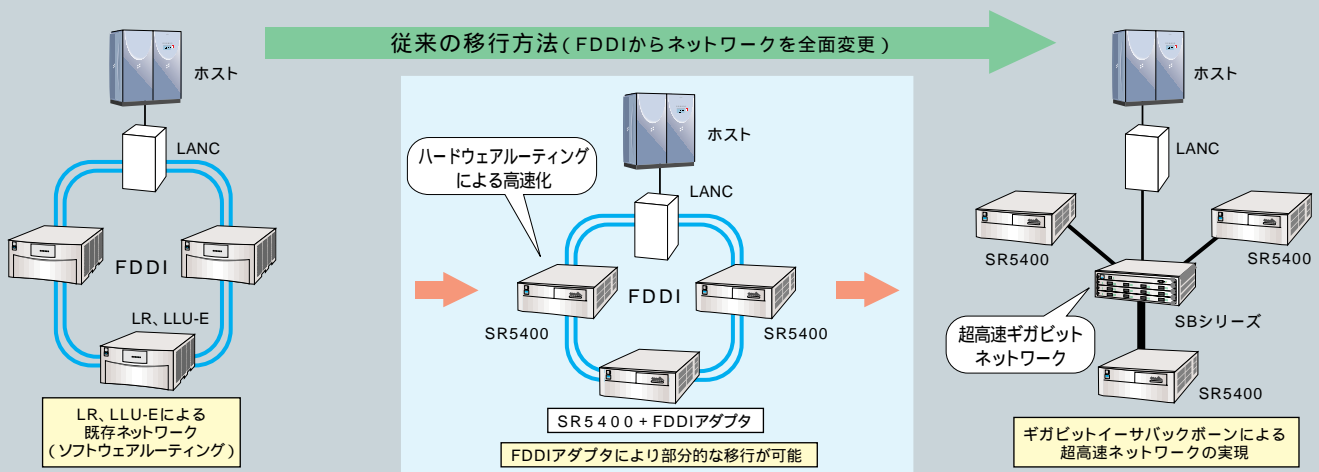 従来の移行方法(FDDIからネットワークを全面変更)
ホスト
LANC
FDDI
LR、LLU-E
LR、LLU-Eによる
既存ネットワーク
(ソフトウェアルーティング)
ホスト
ハードウェアルーティング
による高速化
LANC
FDDI
SR5400
SR5400
SR5400+FDDIアダプタ
FDDIアダプタにより部分的な移行が可能
ホスト
LANC
SR5400
SR5400
SBシリーズ
超高速ギガビット
ネットワーク
SR5400
ギガビットイーサバックボーンによる
超高速ネットワークの実現